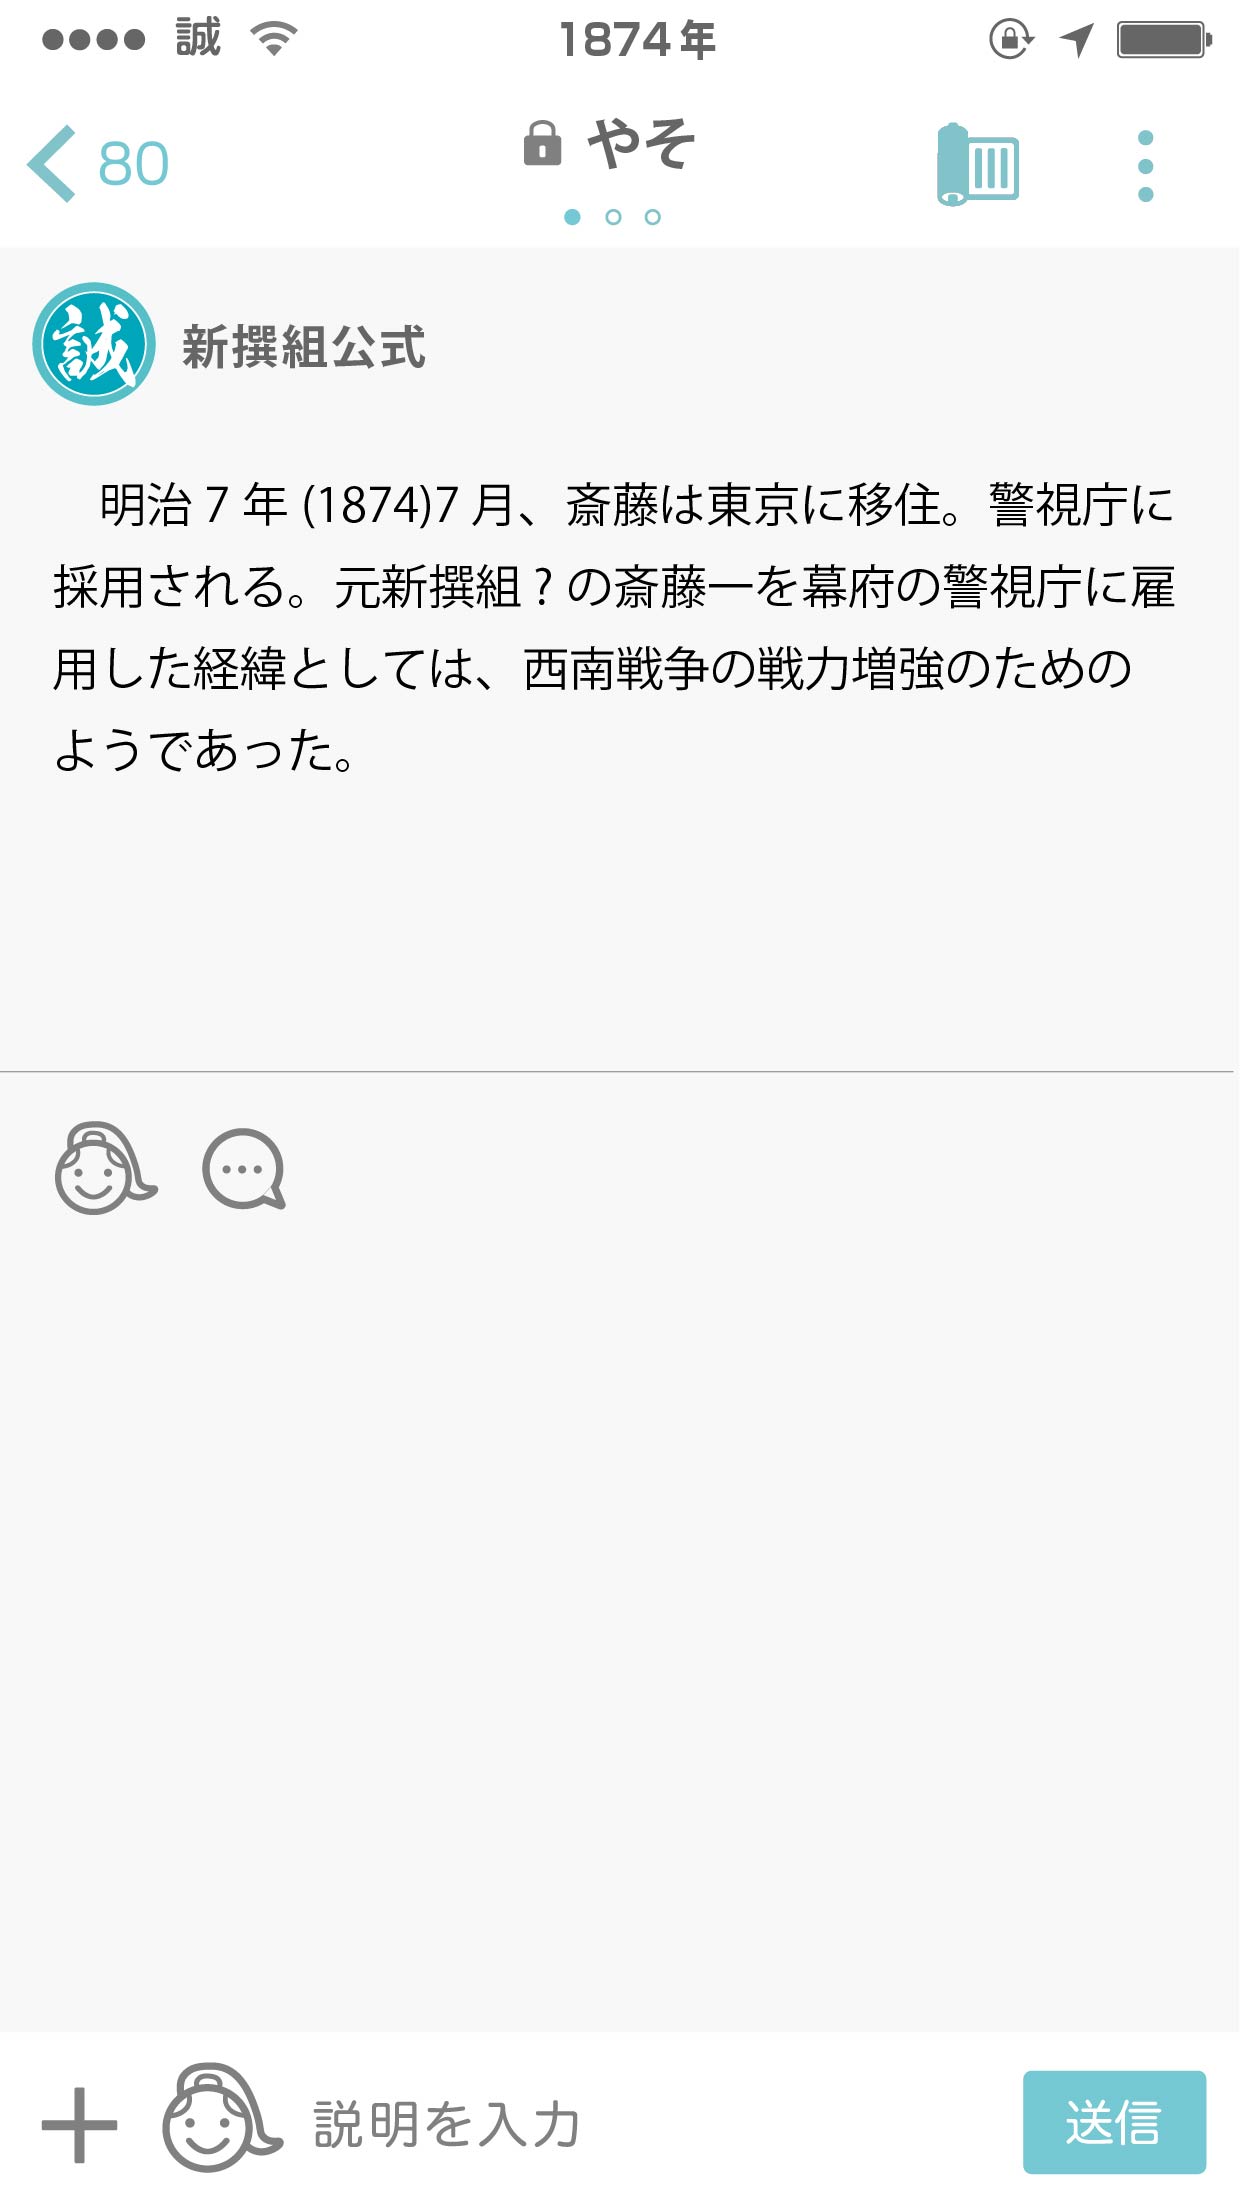 誠
1874年
80
やそ
誠
新撰組公式
明治7年(1874)7月、斎藤は東京に移住。警視庁に
採用される。元新撰組?の斎藤一を幕府の警視庁に雇
用した経緯としては、西南戦争の戦力増強のための
ようであった。
説明を入力
送信